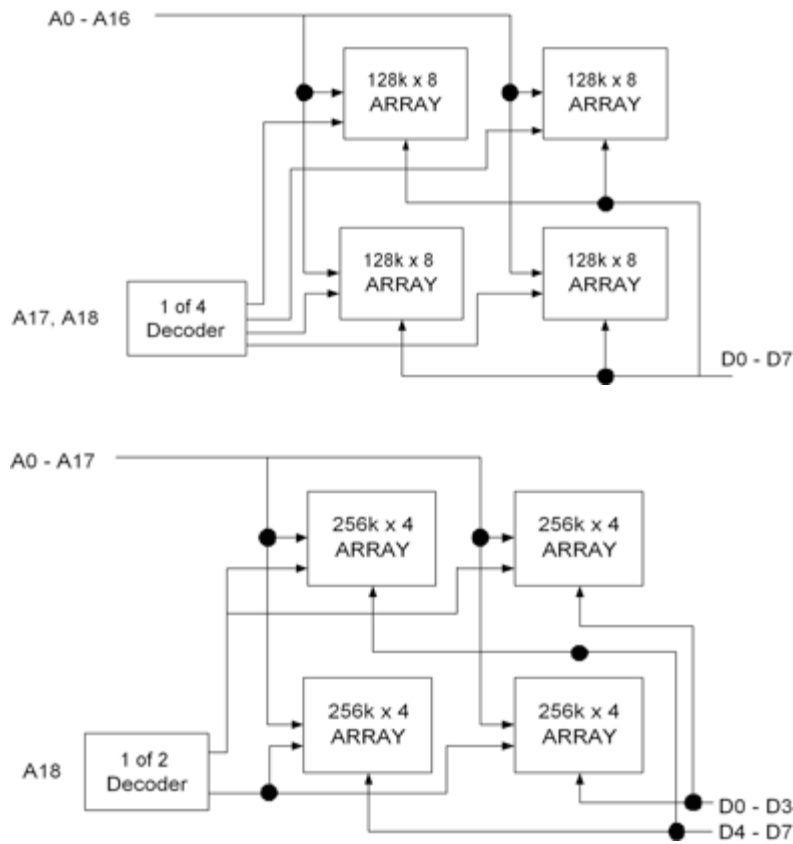 A0 - A16
128k x 8
ARRAY
128k x 8
ARRAY
128k x 8
ARRAY
128k x 8
ARRAY
A17, A18
1 of 4
Decoder
D0 - D7
A0 - A17
256k x 4
ARRAY
256k x 4
ARRAY
256k x 4
ARRAY
256k x 4
ARRAY
A18
1 of 2
Decoder
D0 - D3
D4 - D7